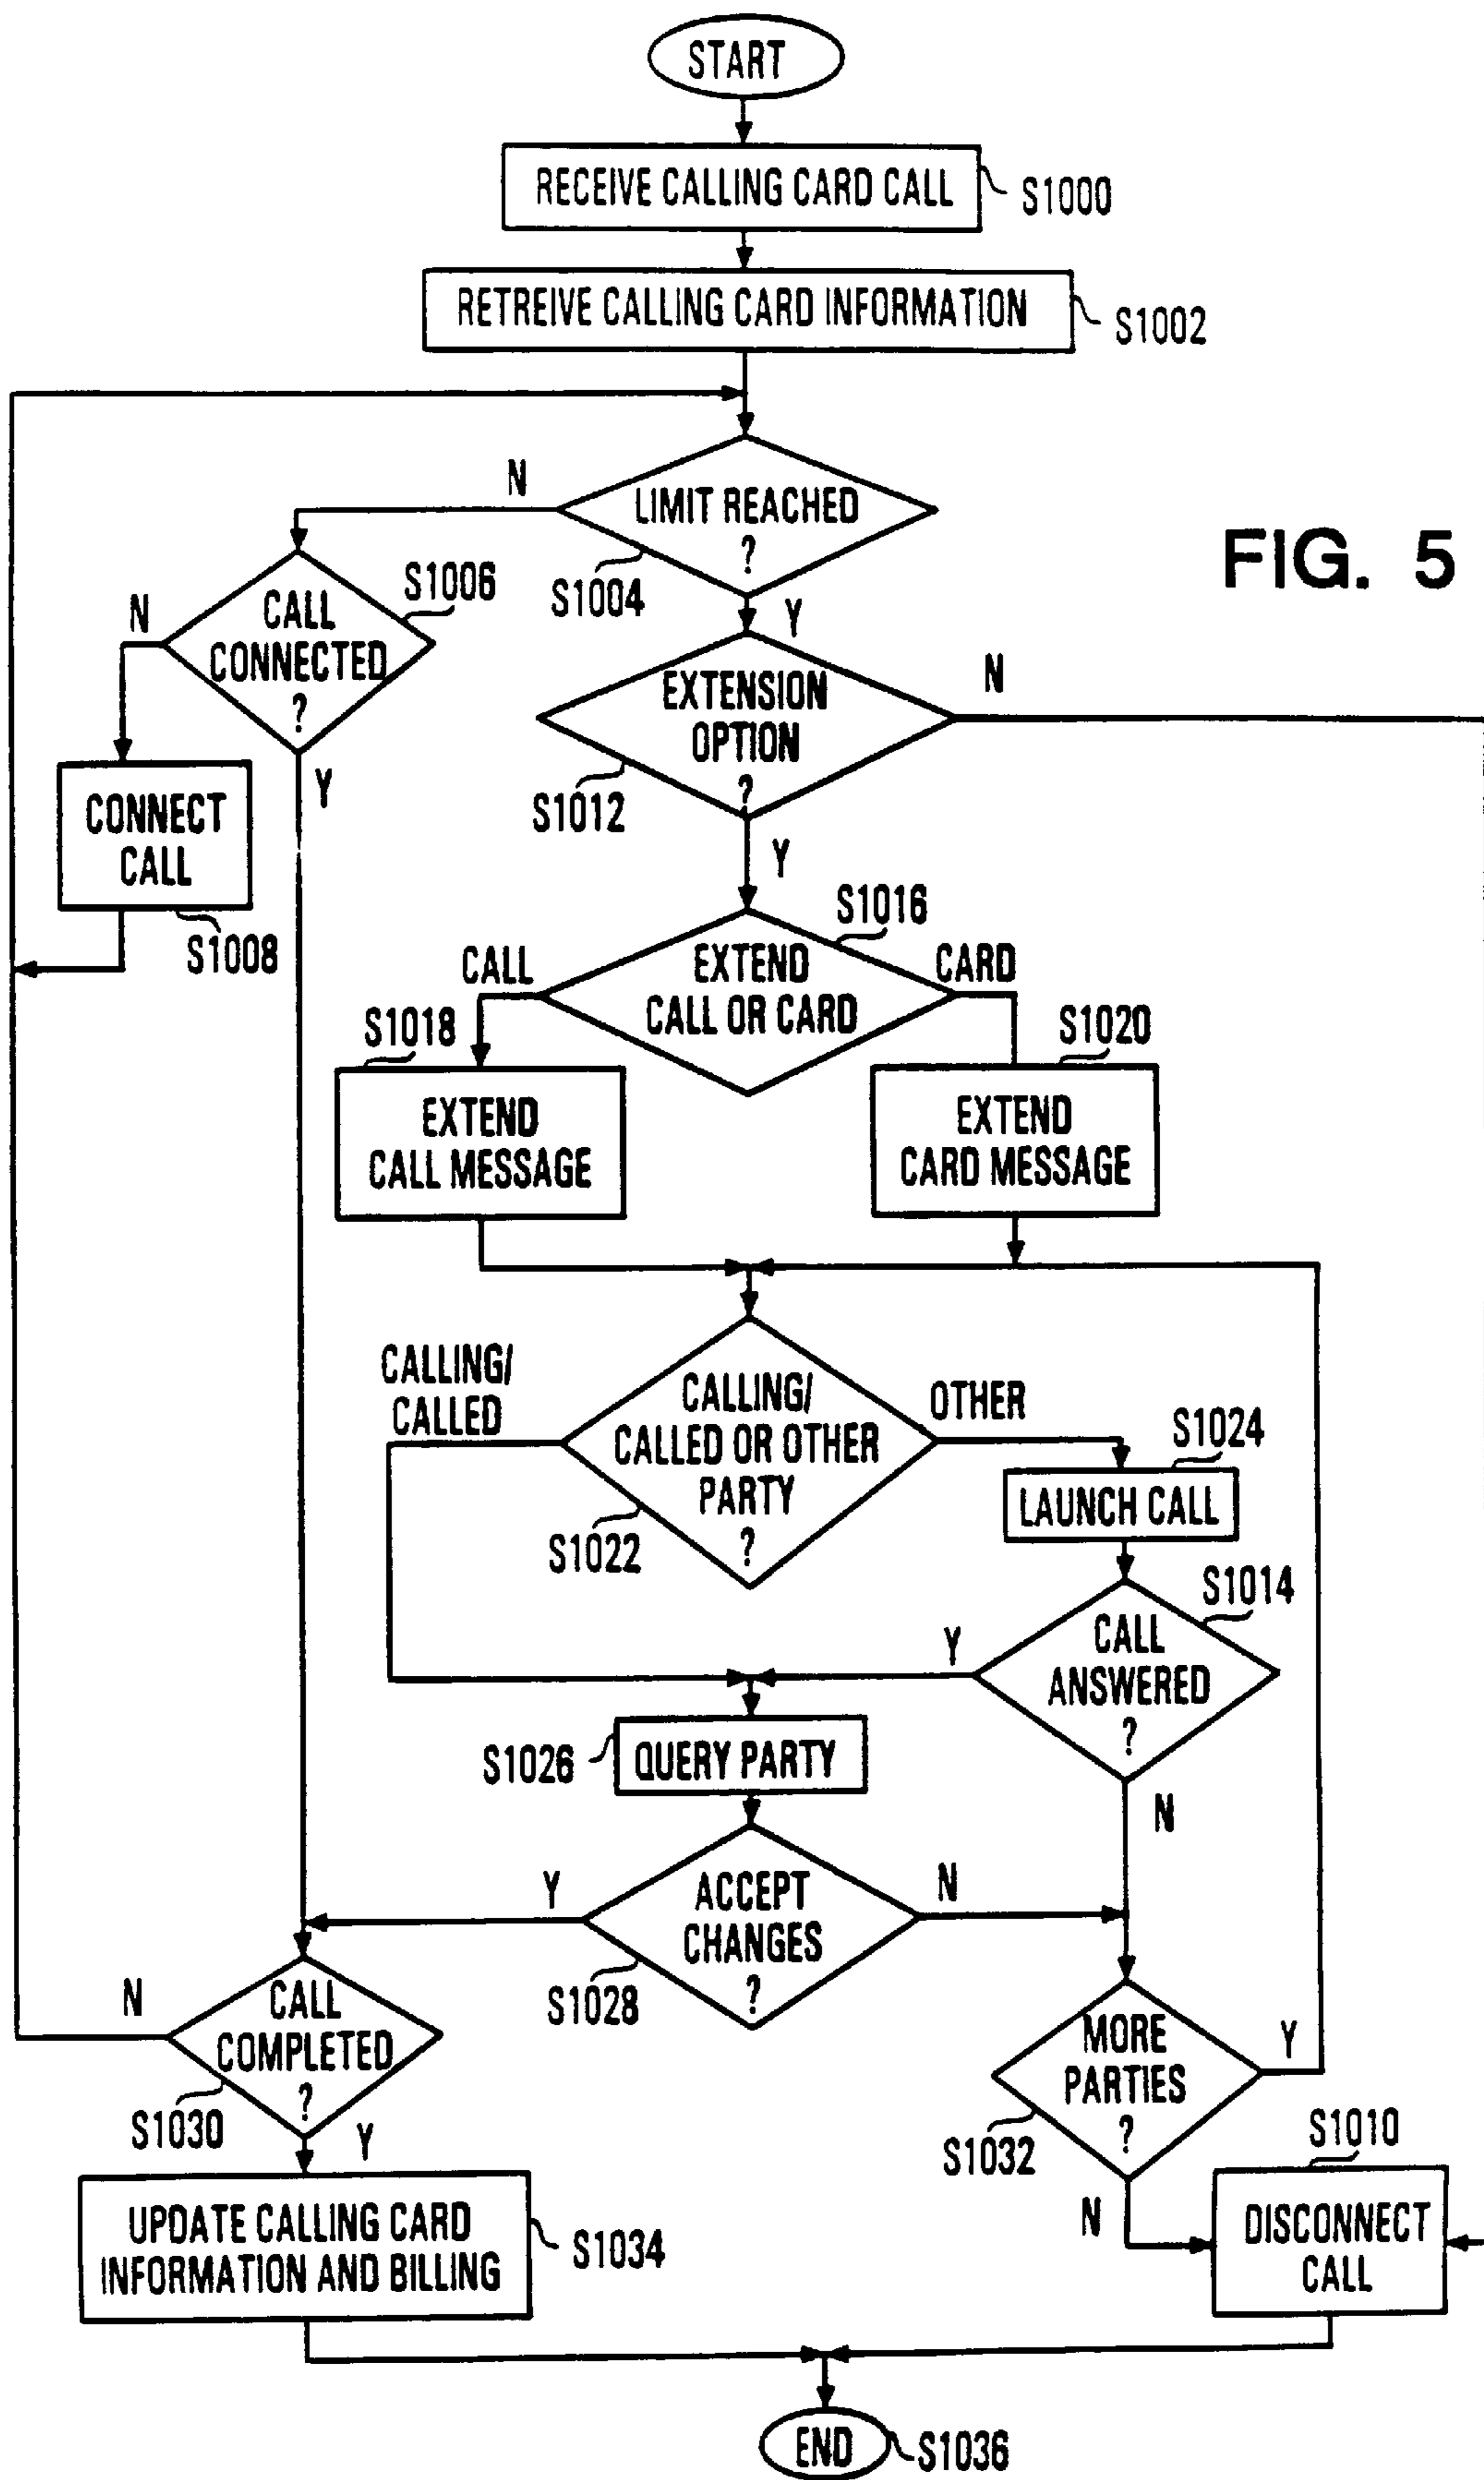 START
RECEIVE CALLING CARD CALL
S1000
RETREIVE CALLING CARD INFORMATION
S1002
N
LIMIT REACHED
?
S1004
Y
FIG. 5
N
CALL
CONNECTED
?
S1006
Y
CONNECT
CALL
S1008
EXTENSION
OPTION
?
S1012
N
Y
S1016
CALL
EXTEND
CALL OR CARD
CARD
S1018
EXTEND
CALL MESSAGE
S1020
EXTEND
CARD MESSAGE
CALLING/
CALLED
CALLING/
CALLED OR OTHER
PARTY
?
S1022
OTHER
S1024
LAUNCH CALL
S1014
Y
CALL
ANSWERED
?
N
S1026
QUERY PARTY
Y
ACCEPT
CHANGES
?
S1028
N
N
CALL
COMPLETED
?
S1030
Y
MORE
PARTIES
?
S1032
Y
N
S1010
DISCONNECT
CALL
UPDATE CALLING CARD
INFORMATION AND BILLING
S1034
END
S1036